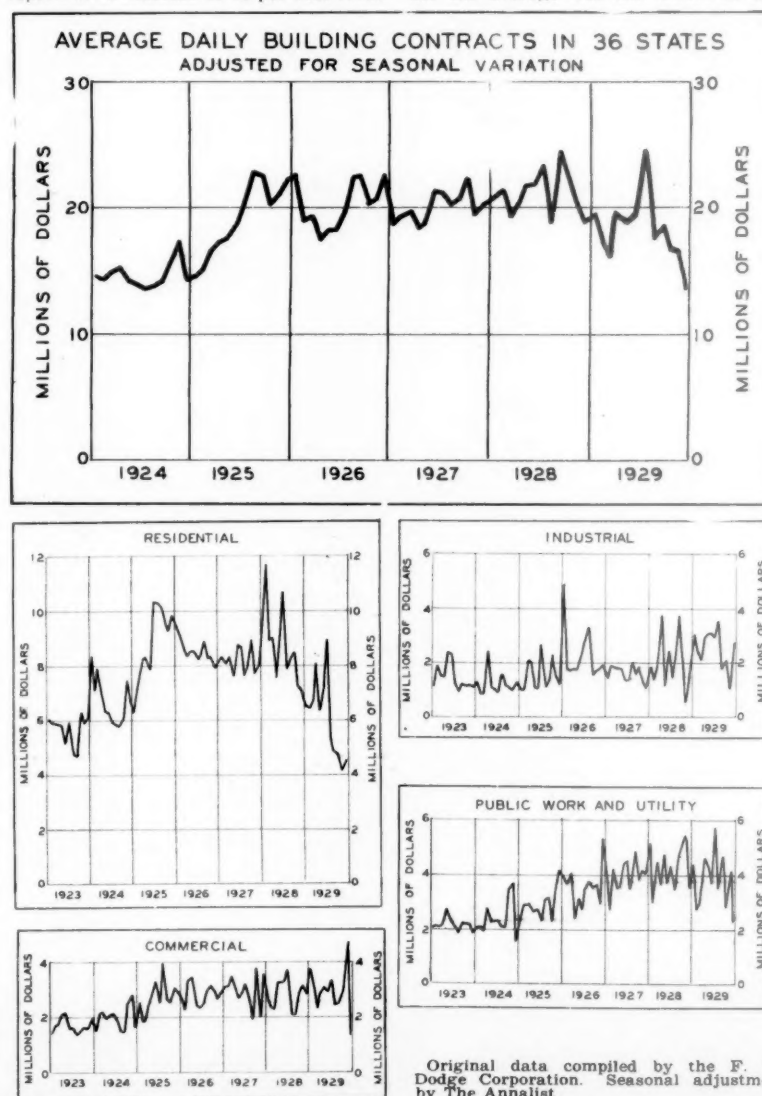 AVERAGE DAILY BUILDING CONTRACTS IN 36 STATES
ADJUSTED FOR SEASONAL VARIATION
30
30
MILLIONS OF DOLLARS
20
20
MILLIONS OF DOLLARS
10
10
0
0
1924 1925 1926 1927 1928 1929
RESIDENTIAL
12
12
10
10
8
8
MILLIONS OF DOLLARS
MILLIONS OF DOLLARS
6
6
4
4
2
2
0
0
1923 1924 1925 1926 1927 1928 1929
INDUSTRIAL
6
6
MILLIONS OF DOLLARS
MILLIONS OF DOLLARS
4
4
2
2
0
0
1923 1924 1925 1926 1927 1928 1929
PUBLIC WORK AND UTILITY
6
6
MILLIONS OF DOLLARS
MILLIONS OF DOLLARS
4
4
2
2
0
0
1923 1924 1925 1926 1927 1928 1929
COMMERCIAL
4
4
MILLIONS OF DOLLARS
MILLIONS OF DOLLARS
2
2
0
0
1923 1924 1925 1926 1927 1928 1929
Original data compiled by the F.
Dodge Corporation. Seasonal adjustm
by The Annalist